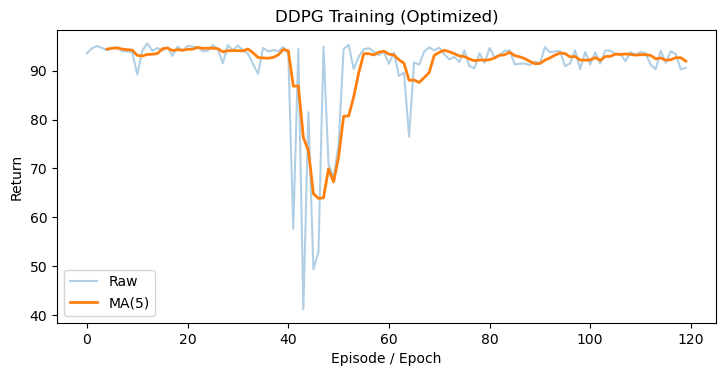 DDPG Training (Optimized)
Return
90
80
70
60
50
40
Raw
MA(5)
0 20 40 60 80 100 120
Episode / Epoch